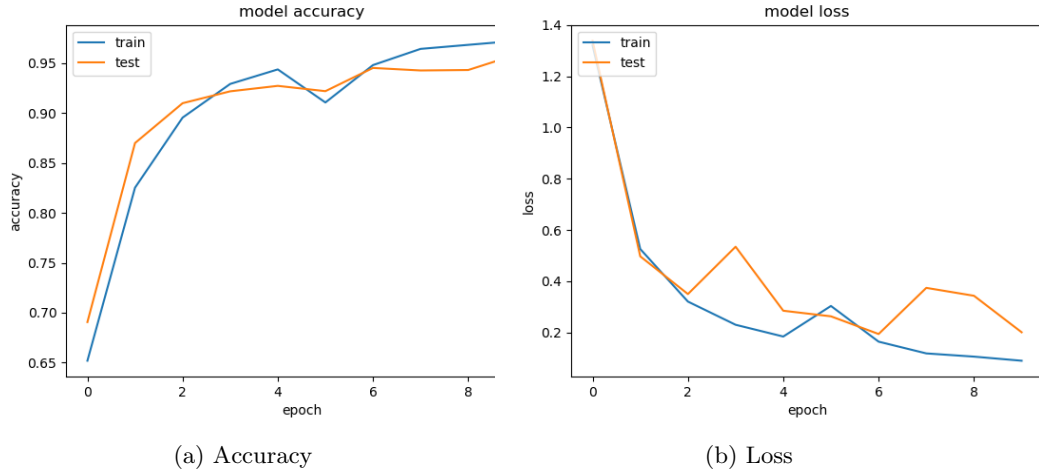 model accuracy
train
test
0.95
0.90
0.85
0.80
0.75
0.70
0.65
accuracy
0 2 4 6 8
epoch
(a) Accuracy
model loss
train
test
1.4
1.2
1.0
0.8
0.6
0.4
0.2
loss
0 2 4 6 8
epoch
(b) Loss